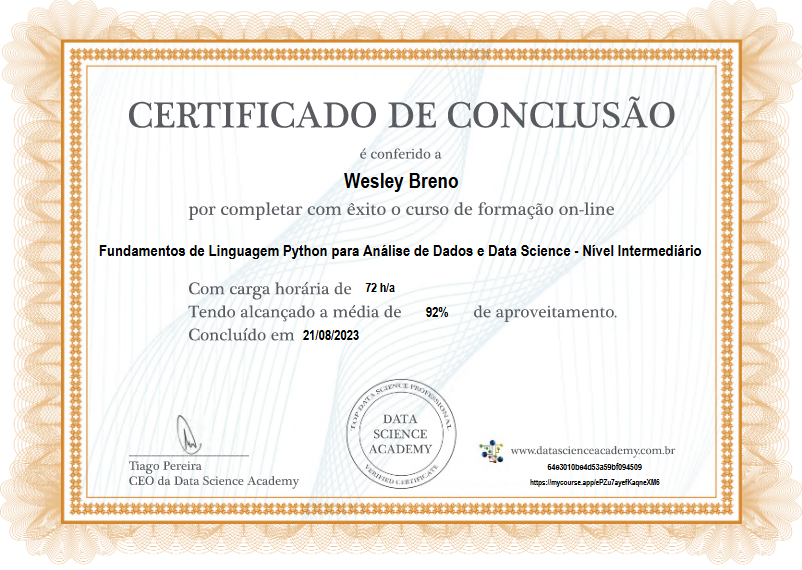 CERTIFICADO DE CONCLUSÃO
é conferido a
Wesley Breno
por completar com êxito o curso de formação on-line
Fundamentos de Linguagem Python para Análise de Dados e Data Science - Nível Intermediário
Com carga horária de 72 h/a
Tendo alcançado a média de 92% de aproveitamento.
Concluído em 21/08/2023
TOP DATA SCIENCE PROFESSIONAL
DATA
SCIENCE
ACADEMY
VERIFIED CERTIFICATE
Tiago Pereira
CEO da Data Science Academy
www.datascienceacademy.com.br
64e3010be4d53a59bf094509
https://mycourse.app/ePZu7ayefKaqneXM6